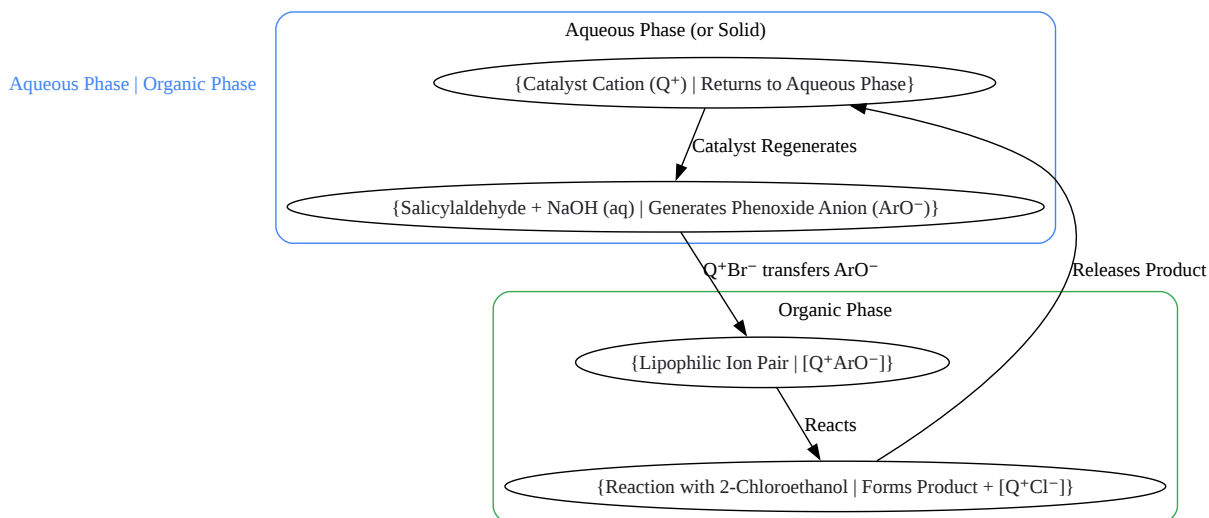 Aqueous Phase (or Solid)
Aqueous Phase | Organic Phase
{Catalyst Cation (Q⁺) | Returns to Aqueous Phase}
Catalyst Regenerates
{Salicylaldehyde + NaOH (aq) | Generates Phenoxide Anion (ArO⁻)}
Q⁺Br⁻ transfers ArO⁻
Releases Product
Organic Phase
{Lipophilic Ion Pair | [Q⁺ArO⁻]}
Reacts
{Reaction with 2-Chloroethanol | Forms Product + [Q⁺Cl⁻]}